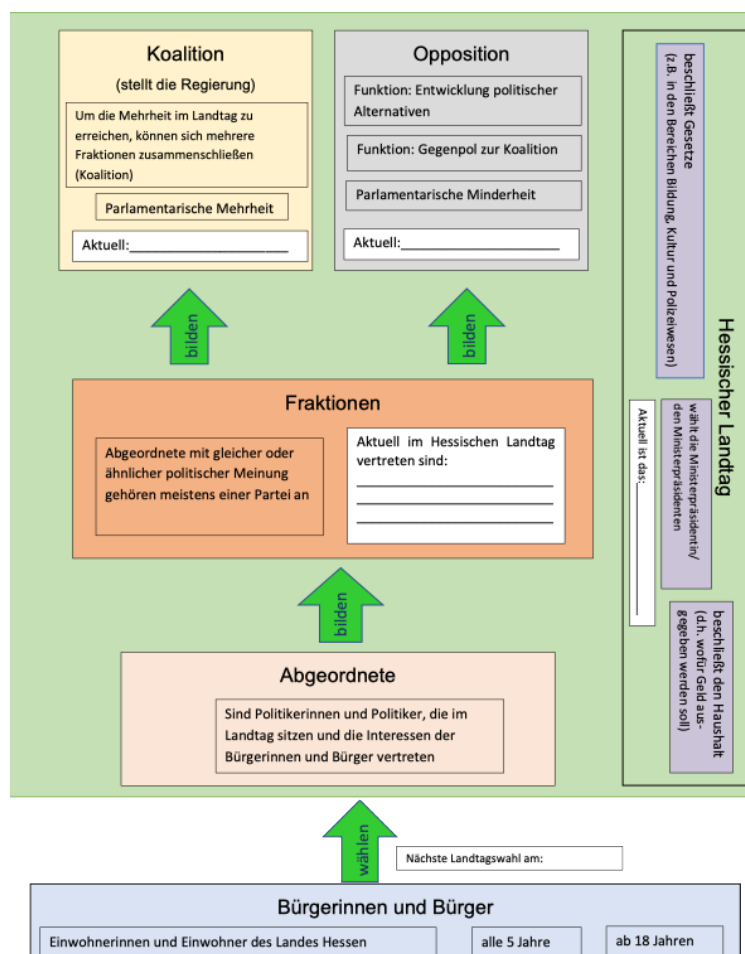 Koalition
(stellt die Regierung)
Um die Mehrheit im Landtag zu
erreichen, können sich mehrere
Fraktionen zusammenschließen
(Koalition)
Parlamentarische Mehrheit
Aktuell:_______________________
Opposition
Funktion: Entwicklung politischer
Alternativen
Funktion: Gegenpol zur Koalition
Parlamentarische Minderheit
Aktuell:_______________________
bilden
bilden
Fraktionen
Abgeordnete mit gleicher oder
ähnlicher politischer Meinung
gehören meistens einer Partei an
Aktuell im Hessischen Landtag
vertreten sind:
_____________________________
_____________________________
_____________________________
bilden
Abgeordnete
Sind Politikerinnen und Politiker, die im
Landtag sitzen und die Interessen der
Bürgerinnen und Bürger vertreten
Hessischer Landtag
beschließt Gesetze
(z.B. in den Bereichen Bildung, Kultur und Polizeiwesen)
wählt die Ministerpräsidentin/
den Ministerpräsidenten
Aktuell ist das:____________________
beschließt den Haushalt
(d.h. wofür Geld aus-
gegeben werden soll)
wählen
Nächste Landtagswahl am:
Bürgerinnen und Bürger
Einwohnerinnen und Einwohner des Landes Hessen
alle 5 Jahre
ab 18 Jahren